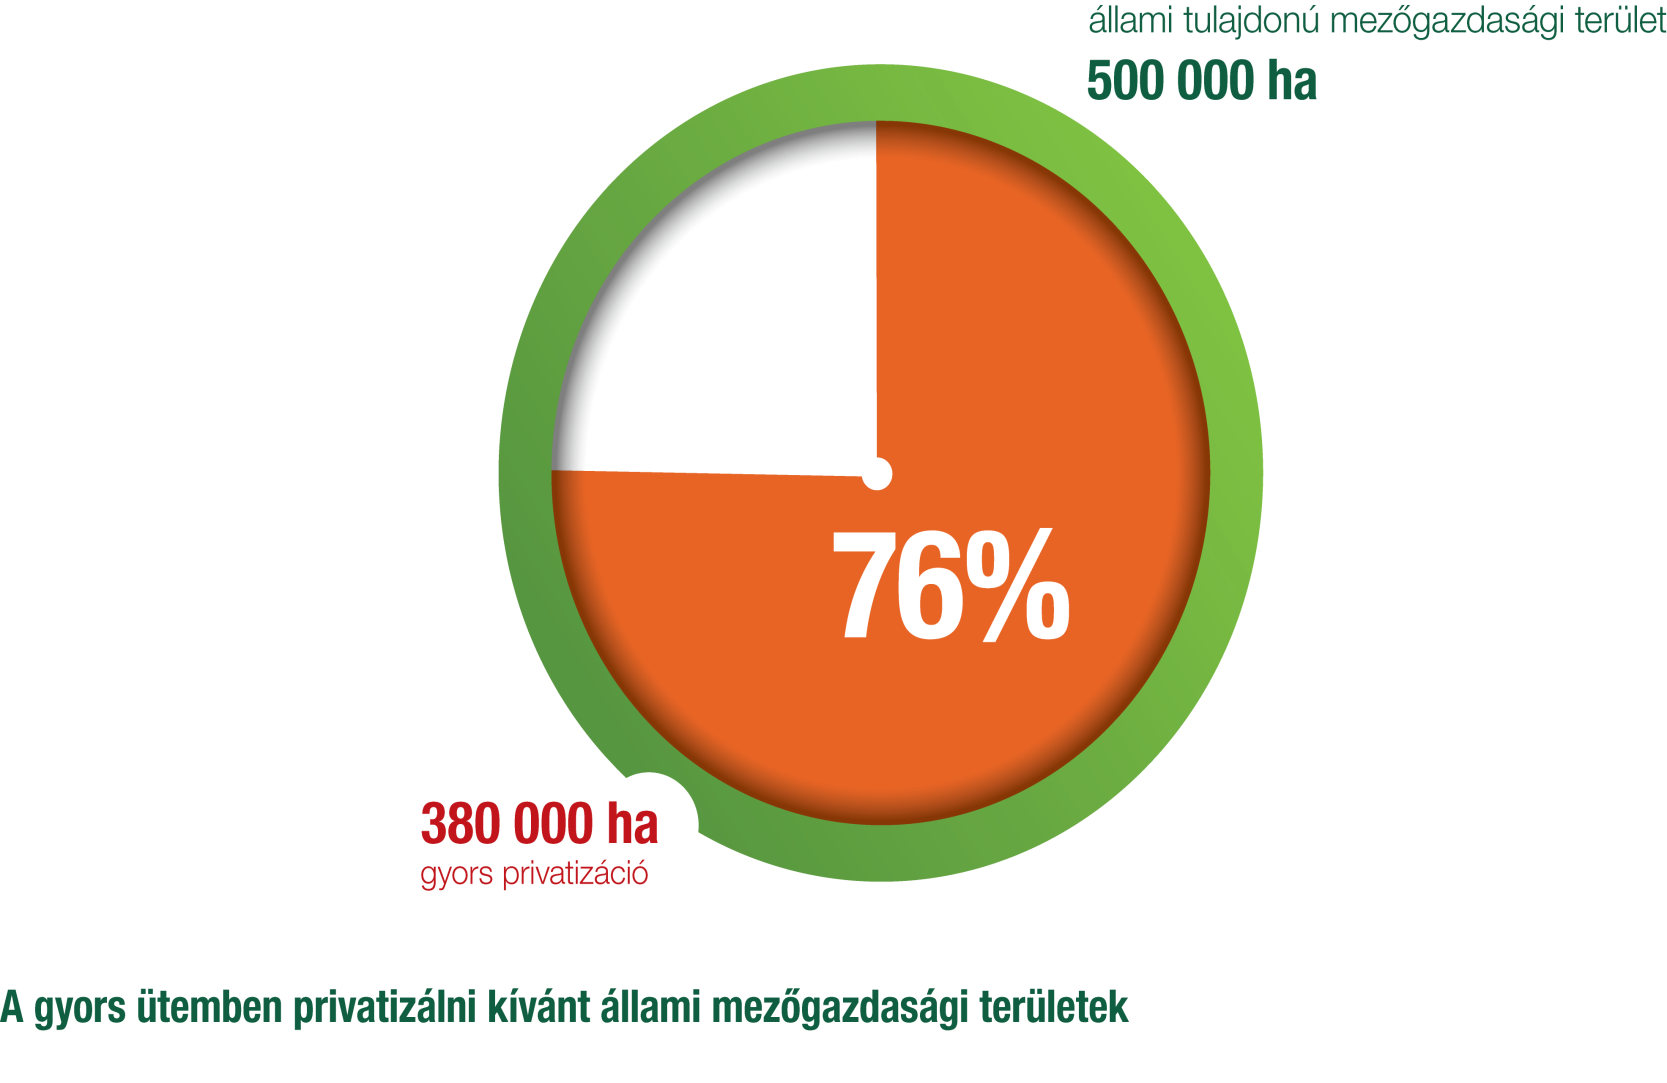 állami tulajdonú mezőgazdasági terület
500 000 ha
76%
380 000 ha
gyors privatizáció
A gyors ütemben privatizálni kívánt állami mezőgazdasági területek